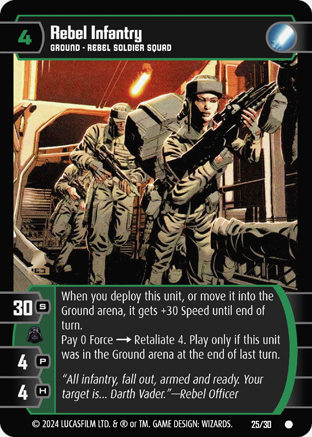 4
Rebel Infantry
GROUND - REBEL SOLDIER SQUAD
30 S
When you deploy this unit, or move it into the
Ground arena, it gets +30 Speed until end of
turn.
Pay 0 Force → Retaliate 4. Play only if this unit
was in the Ground arena at the end of last turn.
4 P
4 H
"All infantry, fall out, armed and ready. Your
target is... Darth Vader."—Rebel Officer
© 2024 LUCASFILM LTD. & ® or TM. GAME DESIGN: WIZARDS.
25/30